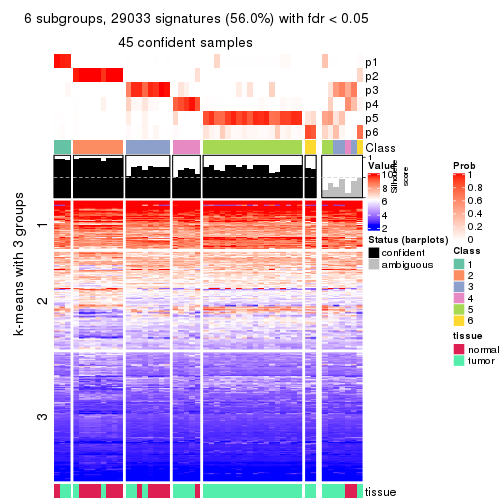 6 subgroups, 29033 signatures (56.0%) with fdr < 0.05
45 confident samples
p1
p2
p3
p4
p5
p6
Class
1
Silhouette
score
k-means with 3 groups
1
2
3
tissue
Value
10
8
6
4
2
Status (barplots)
confident
ambiguous
Prob
1
0.8
0.6
0.4
0.2
0
Class
1
2
3
4
5
6
tissue
normal
tumor